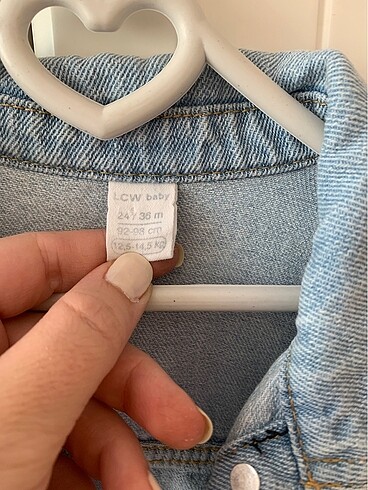 LCW baby
24 / 36 m
92-98 cm
12,5-14,5 kg